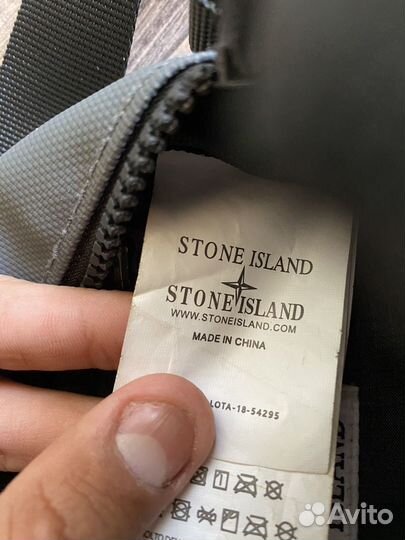 STONE ISLAND
STONE ISLAND
WWW.STONEISLAND.COM
MADE IN CHINA
LOTA-18-54295
Avito